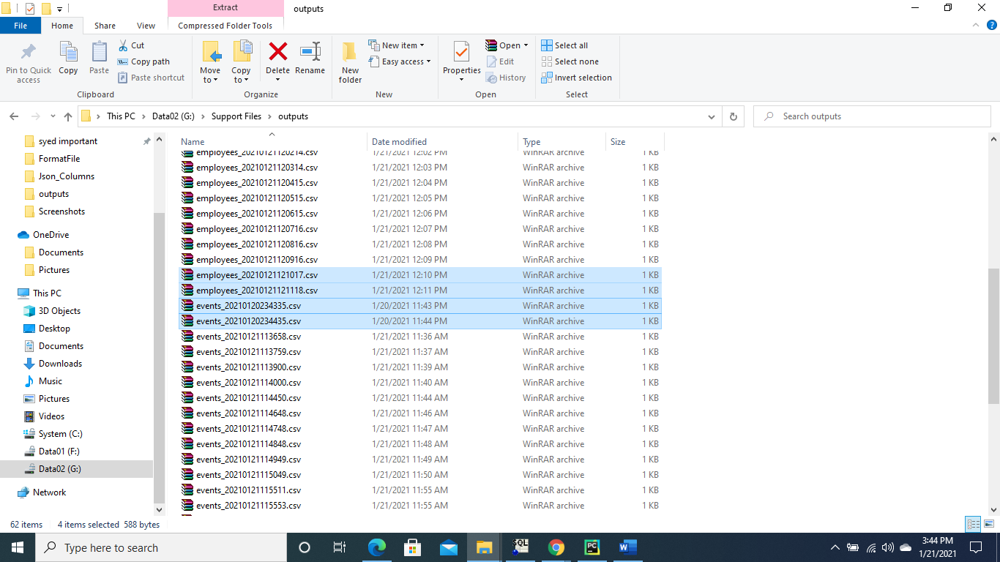 Extract
outputs
File
Home
Share
View
Compressed Folder Tools
Pin to Quick access
Copy
Paste
Cut
Copy path
Paste shortcut
Clipboard
Move to
Copy to
Delete
Rename
Organize
New folder
New item
Easy access
New
Properties
Open
Edit
History
Open
Select all
Select none
Invert selection
Select
This PC
Data02 (G:)
Support Files
outputs
Search outputs
syed important
FormatFile
Json_Columns
outputs
Screenshots
OneDrive
Documents
Pictures
This PC
3D Objects
Desktop
Documents
Downloads
Music
Pictures
Videos
System (C:)
Data01 (F:)
Data02 (G:)
Network
Name Date modified Type Size
employees_20210121120214.csv 1/21/2021 12:02 PM WinRAR archive 1 KB
employees_20210121120314.csv 1/21/2021 12:03 PM WinRAR archive 1 KB
employees_20210121120415.csv 1/21/2021 12:04 PM WinRAR archive 1 KB
employees_20210121120515.csv 1/21/2021 12:05 PM WinRAR archive 1 KB
employees_20210121120615.csv 1/21/2021 12:06 PM WinRAR archive 1 KB
employees_20210121120716.csv 1/21/2021 12:07 PM WinRAR archive 1 KB
employees_20210121120816.csv 1/21/2021 12:08 PM WinRAR archive 1 KB
employees_20210121120916.csv 1/21/2021 12:09 PM WinRAR archive 1 KB
employees_20210121121017.csv 1/21/2021 12:10 PM WinRAR archive 1 KB
employees_20210121121118.csv 1/21/2021 12:11 PM WinRAR archive 1 KB
events_20210120234335.csv 1/20/2021 11:43 PM WinRAR archive 1 KB
events_20210120234435.csv 1/20/2021 11:44 PM WinRAR archive 1 KB
events_20210121113658.csv 1/21/2021 11:36 AM WinRAR archive 1 KB
events_20210121113759.csv 1/21/2021 11:37 AM WinRAR archive 1 KB
events_20210121113900.csv 1/21/2021 11:39 AM WinRAR archive 1 KB
events_20210121114000.csv 1/21/2021 11:40 AM WinRAR archive 1 KB
events_20210121114450.csv 1/21/2021 11:44 AM WinRAR archive 1 KB
events_20210121114648.csv 1/21/2021 11:46 AM WinRAR archive 1 KB
events_20210121114748.csv 1/21/2021 11:47 AM WinRAR archive 1 KB
events_20210121114848.csv 1/21/2021 11:48 AM WinRAR archive 1 KB
events_20210121114949.csv 1/21/2021 11:49 AM WinRAR archive 1 KB
events_20210121115049.csv 1/21/2021 11:50 AM WinRAR archive 1 KB
events_20210121115511.csv 1/21/2021 11:55 AM WinRAR archive 1 KB
events_20210121115553.csv 1/21/2021 11:55 AM WinRAR archive 1 KB
62 items 4 items selected 588 bytes
Type here to search
3:44 PM
1/21/2021